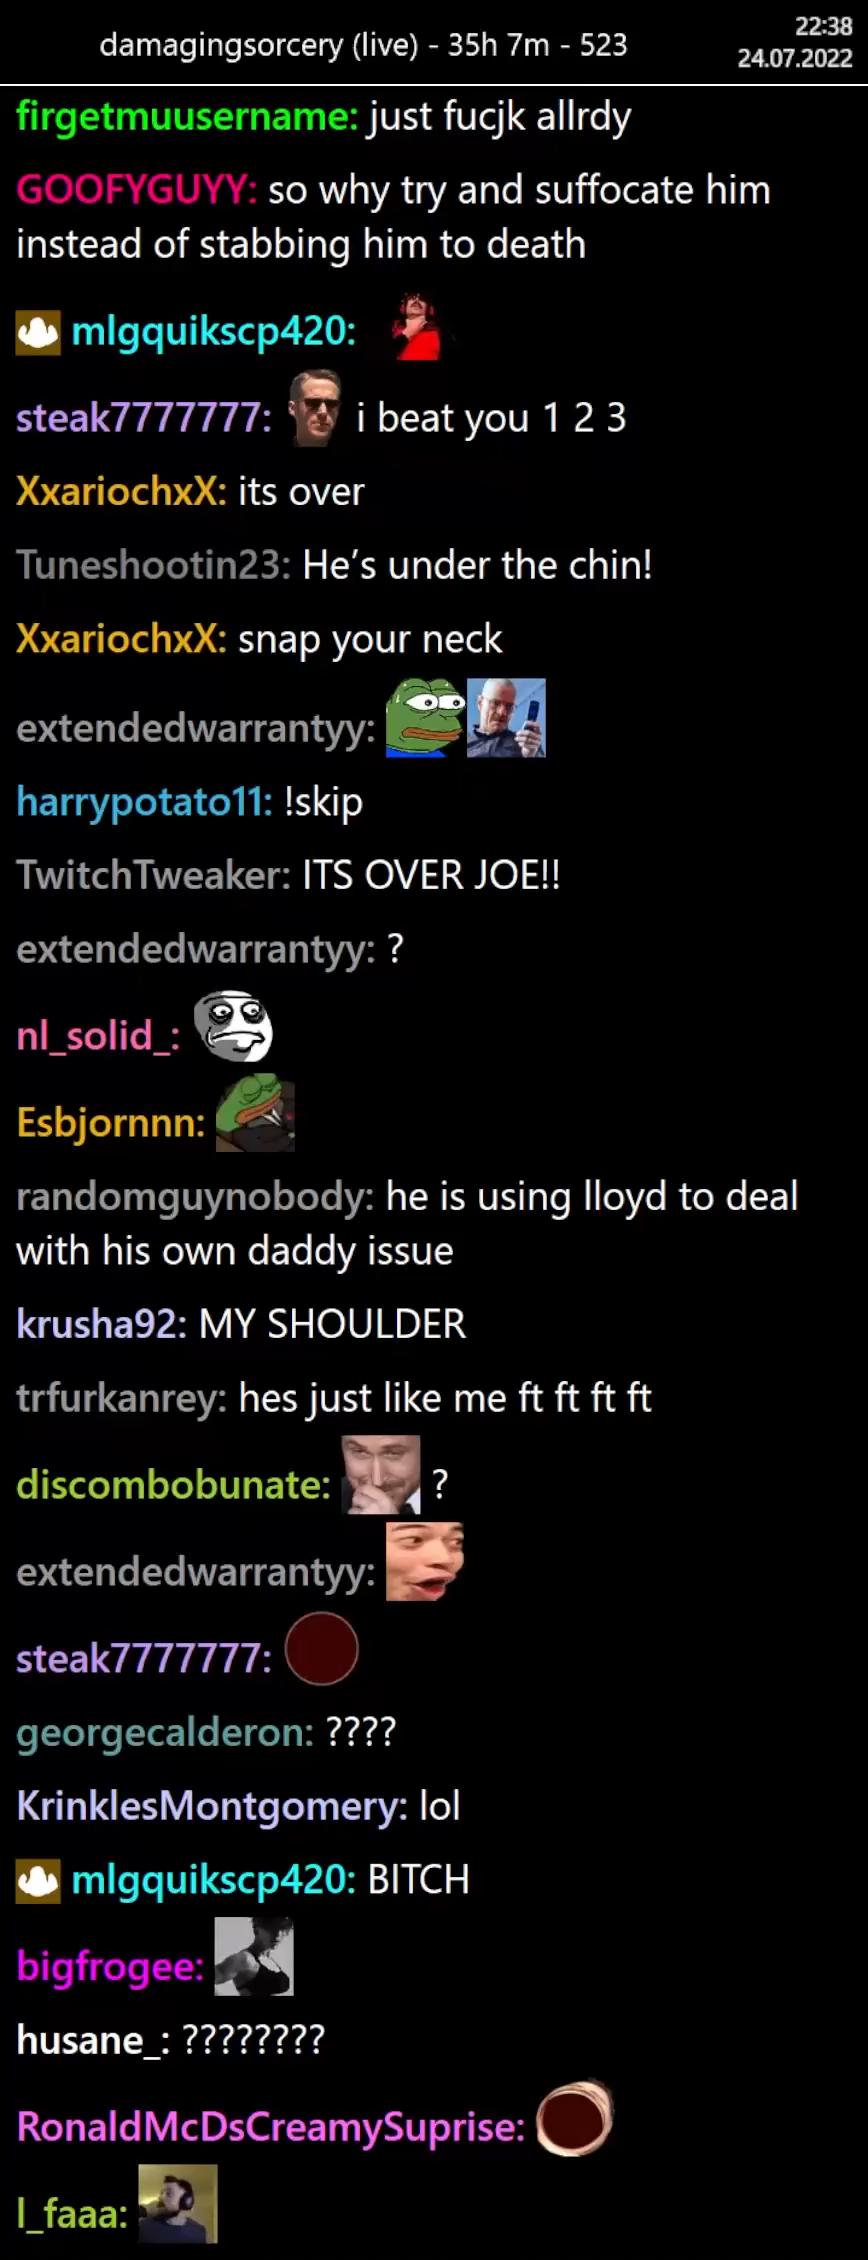 damagingsorcery (live) - 35h 7m - 523
22:38
24.07.2022
firgetmuusername: just fucjk allrdy
GOOFYGUYY: so why try and suffocate him
instead of stabbing him to death
mlgquikscp420:
steak7777777: i beat you 1 2 3
XxariochxX: its over
Tuneshootin23: He’s under the chin!
XxariochxX: snap your neck
extendedwarrantyy:
harrypotato11: !skip
TwitchTweaker: ITS OVER JOE!!
extendedwarrantyy: ?
nl_solid_:
Esbjornnn:
randomguynobody: he is using lloyd to deal
with his own daddy issue
krusha92: MY SHOULDER
trfurkanrey: hes just like me ft ft ft ft
discombobunate: ?
extendedwarrantyy:
steak7777777:
georgecalderon: ????
KrinklesMontgomery: lol
mlgquikscp420: BITCH
bigfrogee:
husane_: ????????
RonaldMcDsCreamySuprise:
l_faaa: